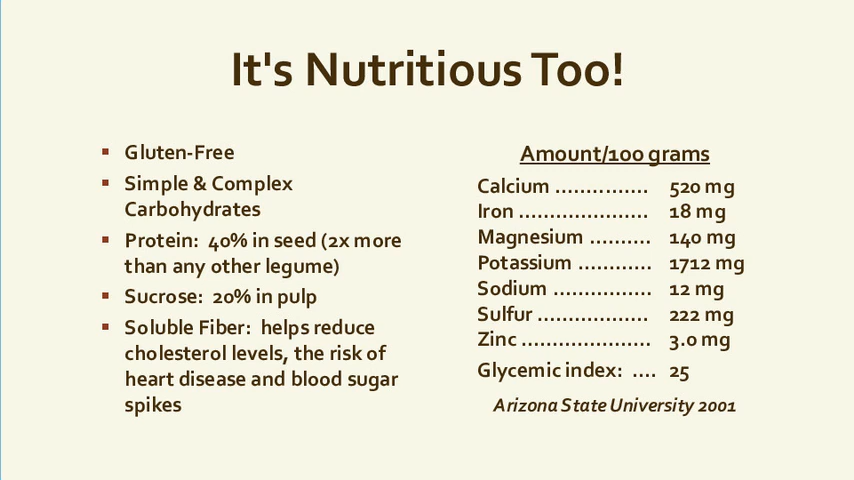 It's Nutritious Too!
▪ Gluten-Free
▪ Simple & Complex
Carbohydrates
▪ Protein: 40% in seed (2x more
than any other legume)
▪ Sucrose: 20% in pulp
▪ Soluble Fiber: helps reduce
cholesterol levels, the risk of
heart disease and blood sugar
spikes
Amount/100 grams
Calcium ............... 520 mg
Iron ..................... 18 mg
Magnesium .......... 140 mg
Potassium ............ 1712 mg
Sodium ................ 12 mg
Sulfur .................. 222 mg
Zinc ..................... 3.0 mg
Glycemic index: .... 25
Arizona State University 2001